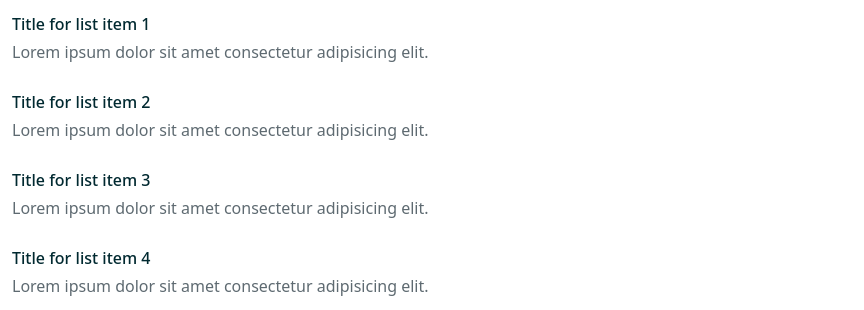 Title for list item 1
Lorem ipsum dolor sit amet consectetur adipisicing elit.
Title for list item 2
Lorem ipsum dolor sit amet consectetur adipisicing elit.
Title for list item 3
Lorem ipsum dolor sit amet consectetur adipisicing elit.
Title for list item 4
Lorem ipsum dolor sit amet consectetur adipisicing elit.